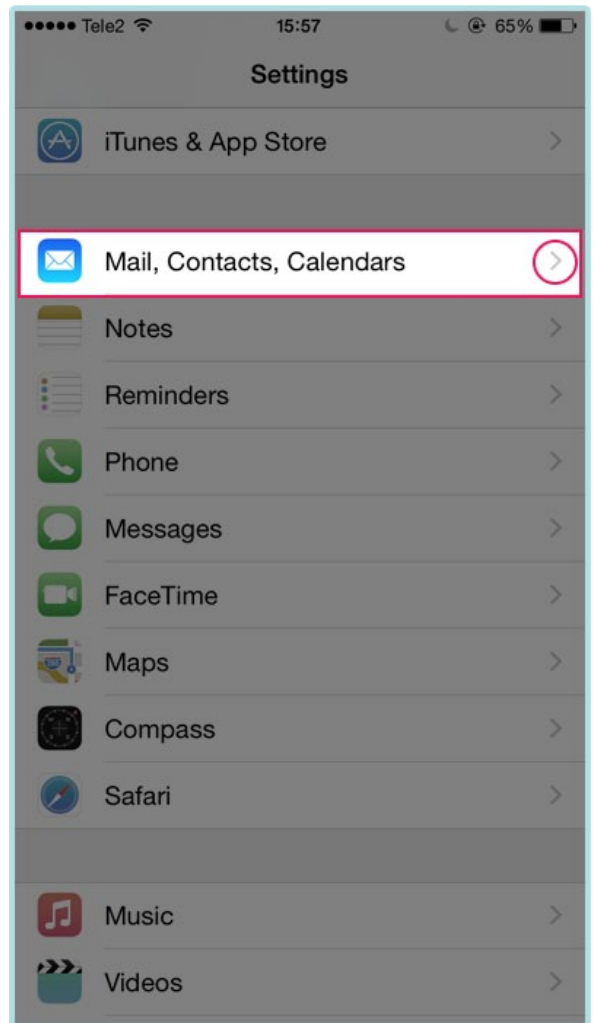 Tele2 15:57 65%
Settings
iTunes & App Store
Mail, Contacts, Calendars
Notes
Reminders
Phone
Messages
FaceTime
Maps
Compass
Safari
Music
Videos